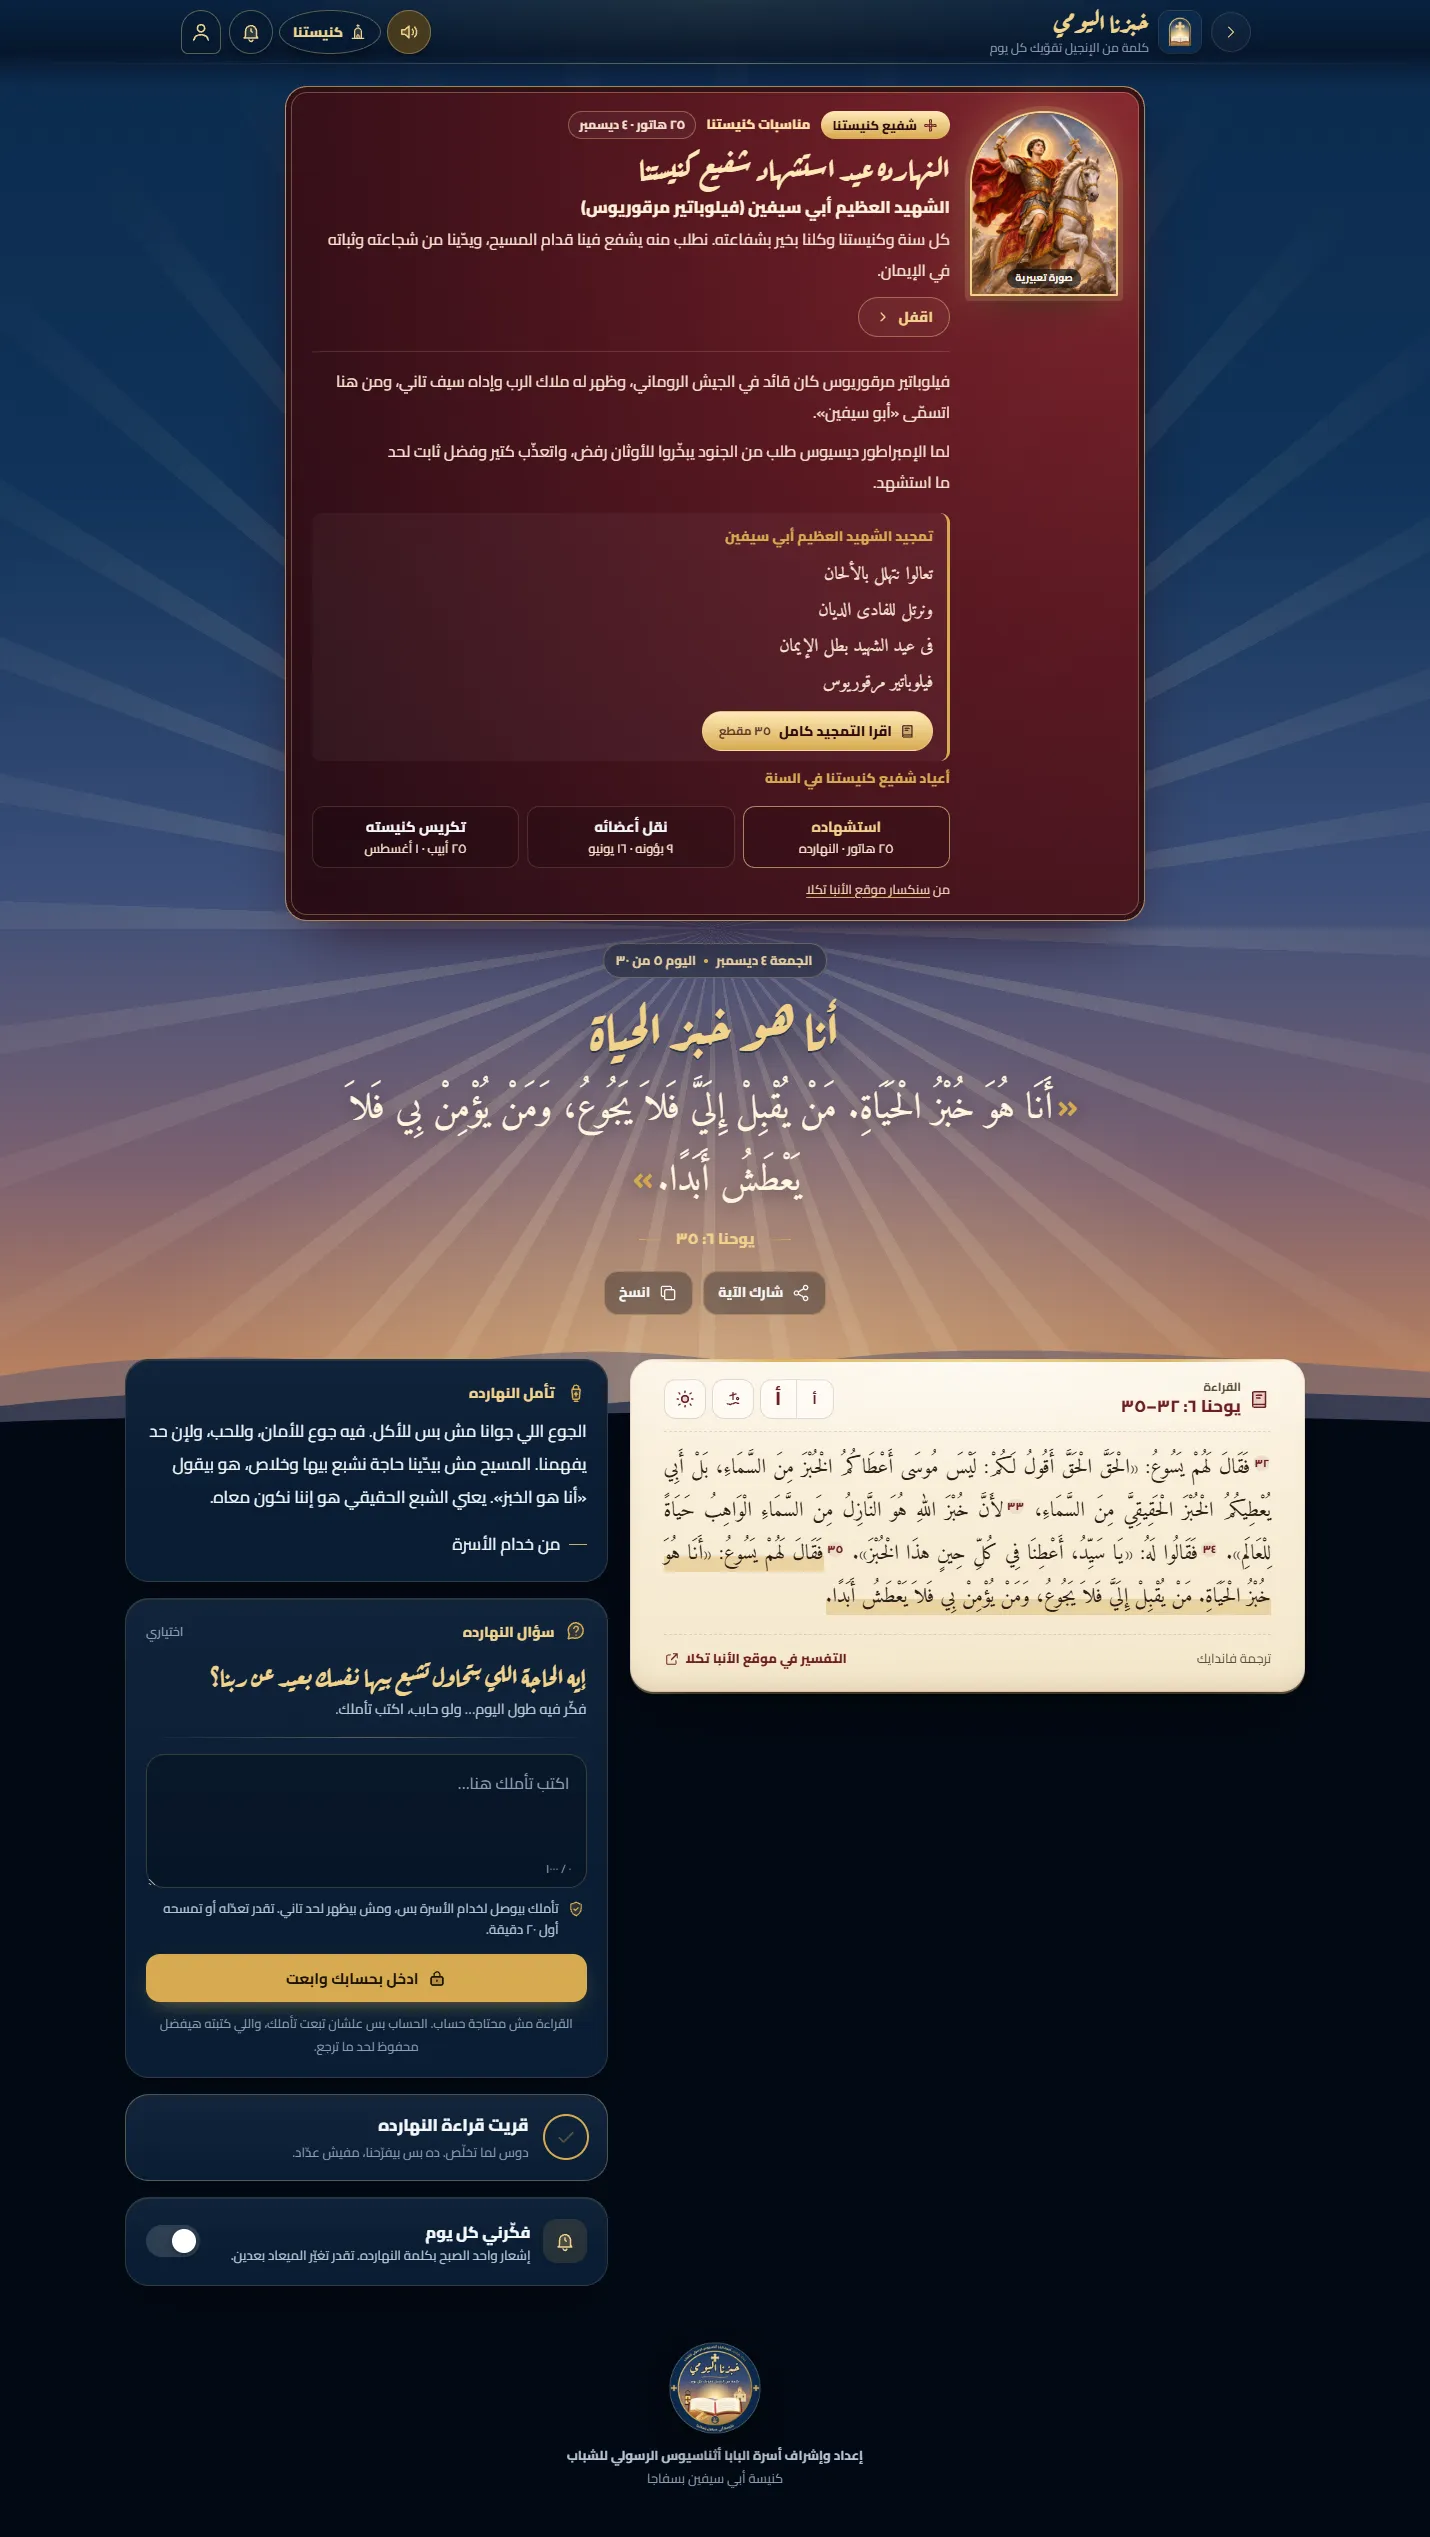 خبزنا اليومي
كلمة من الإنجيل تقوّيك كل يوم
كنيستنا
شفيع كنيستنا
مناسبات كنيستنا
٢٥ هاتور - ٤ ديسمبر
النهارده عيد استشهاد شفيع كنيستنا
الشهيد العظيم أبي سيفين (فيلوباتير مرقوريوس)
كل سنة وكنيستنا وكلنا بخير بشفاعته. نطلب منه يشفع فينا قدام المسيح، ويدّينا من شجاعته وثباته
في الإيمان.
صورة تعبيرية
اقفل
فيلوباتير مرقوريوس كان قائد في الجيش الروماني، وظهر له ملاك الرب وإداه سيف تاني، ومن هنا
اتسمّى «أبو سيفين».
لما الإمبراطور ديسيوس طلب من الجنود يبخّروا للأوثان رفض، واتعذّب كتير وفضل ثابت لحد
ما استشهد.
تمجيد الشهيد العظيم أبي سيفين
تعالوا نتهلل بالألحان
ونرتل للفادى الديان
فى عيد الشهيد بطل الإيمان
فيلوباتير مرقوريوس
اقرا التمجيد كامل ٣٥ مقطع
أعياد شفيع كنيستنا في السنة
استشهاده
٢٥ هاتور · النهارده
نقل أعضائه
٩ بؤونه · ١٦ يونيو
تكريس كنيسته
٢٥ أبيب · ١ أغسطس
من سنكسار موقع الأنبا تكلا
الجمعة ٤ ديسمبر • اليوم ٥ من ٣٠
أنا هو خبز الحياة
«أَنَا هُوَ خُبْزُ الْحَيَاةِ. مَنْ يُقْبِلْ إِلَيَّ فَلاَ يَجُوعُ، وَمَنْ يُؤْمِنْ بِي فَلاَ
يَعْطَشُ أَبَدًا.»
يوحنا ٦: ٣٥
شارك الآية
انسخ
القراءة
يوحنا ٦: ٣٢–٣٥
أ
أ
٣٢ فَقَالَ لَهُمْ يَسُوعُ: «الْحَقَّ الْحَقَّ أَقُولُ لَكُمْ: لَيْسَ مُوسَى أَعْطَاكُمُ الْخُبْزَ مِنَ السَّمَاءِ، بَلْ أَبِي
يُعْطِيكُمُ الْخُبْزَ الْحَقِيقِيَّ مِنَ السَّمَاءِ، ٣٣ لأَنَّ خُبْزَ اللهِ هُوَ النَّازِلُ مِنَ السَّمَاءِ الْوَاهِبُ حَيَاةً
لِلْعَالَمِ». ٣٤ فَقَالُوا لَهُ: «يَا سَيِّدُ، أَعْطِنَا فِي كُلِّ حِينٍ هذَا الْخُبْزَ». ٣٥ فَقَالَ لَهُمْ يَسُوعُ: «أَنَا هُوَ
خُبْزُ الْحَيَاةِ. مَنْ يُقْبِلْ إِلَيَّ فَلاَ يَجُوعُ، وَمَنْ يُؤْمِنْ بِي فَلاَ يَعْطَشُ أَبَدًا.
ترجمة فاندايك
التفسير في موقع الأنبا تكلا
تأمل النهارده
الجوع اللي جوانا مش بس للأكل. فيه جوع للأمان، وللحب، ولإن حد
يفهمنا. المسيح مش بيدّينا حاجة نشبع بيها وخلاص، هو بيقول
«أنا هو الخبز». يعني الشبع الحقيقي هو إننا نكون معاه.
— من خدام الأسرة
سؤال النهارده
اختياري
إيه الحاجة اللي بتحاول تشبع بيها نفسك بعيد عن ربنا؟
فكّر فيه طول اليوم... ولو حابب، اكتب تأملك.
اكتب تأملك هنا...
٠ / ١٠٠٠
تأملك بيوصل لخدام الأسرة بس، ومش بيظهر لحد تاني. تقدر تعدّله أو تمسحه
أول ٢٠ دقيقة.
ادخل بحسابك وابعت
القراءة مش محتاجة حساب. الحساب بس علشان تبعت تأملك، واللي كتبته هيفضل
محفوظ لحد ما ترجع.
قريت قراءة النهارده
دوس لما تخلّص. ده بس بيفرّحنا، مفيش عدّاد.
فكّرني كل يوم
إشعار واحد الصبح بكلمة النهارده. تقدر تغيّر الميعاد بعدين.
خبزنا اليومي
إعداد وإشراف أسرة البابا أثناسيوس الرسولي للشباب
كنيسة أبي سيفين بسفاجا